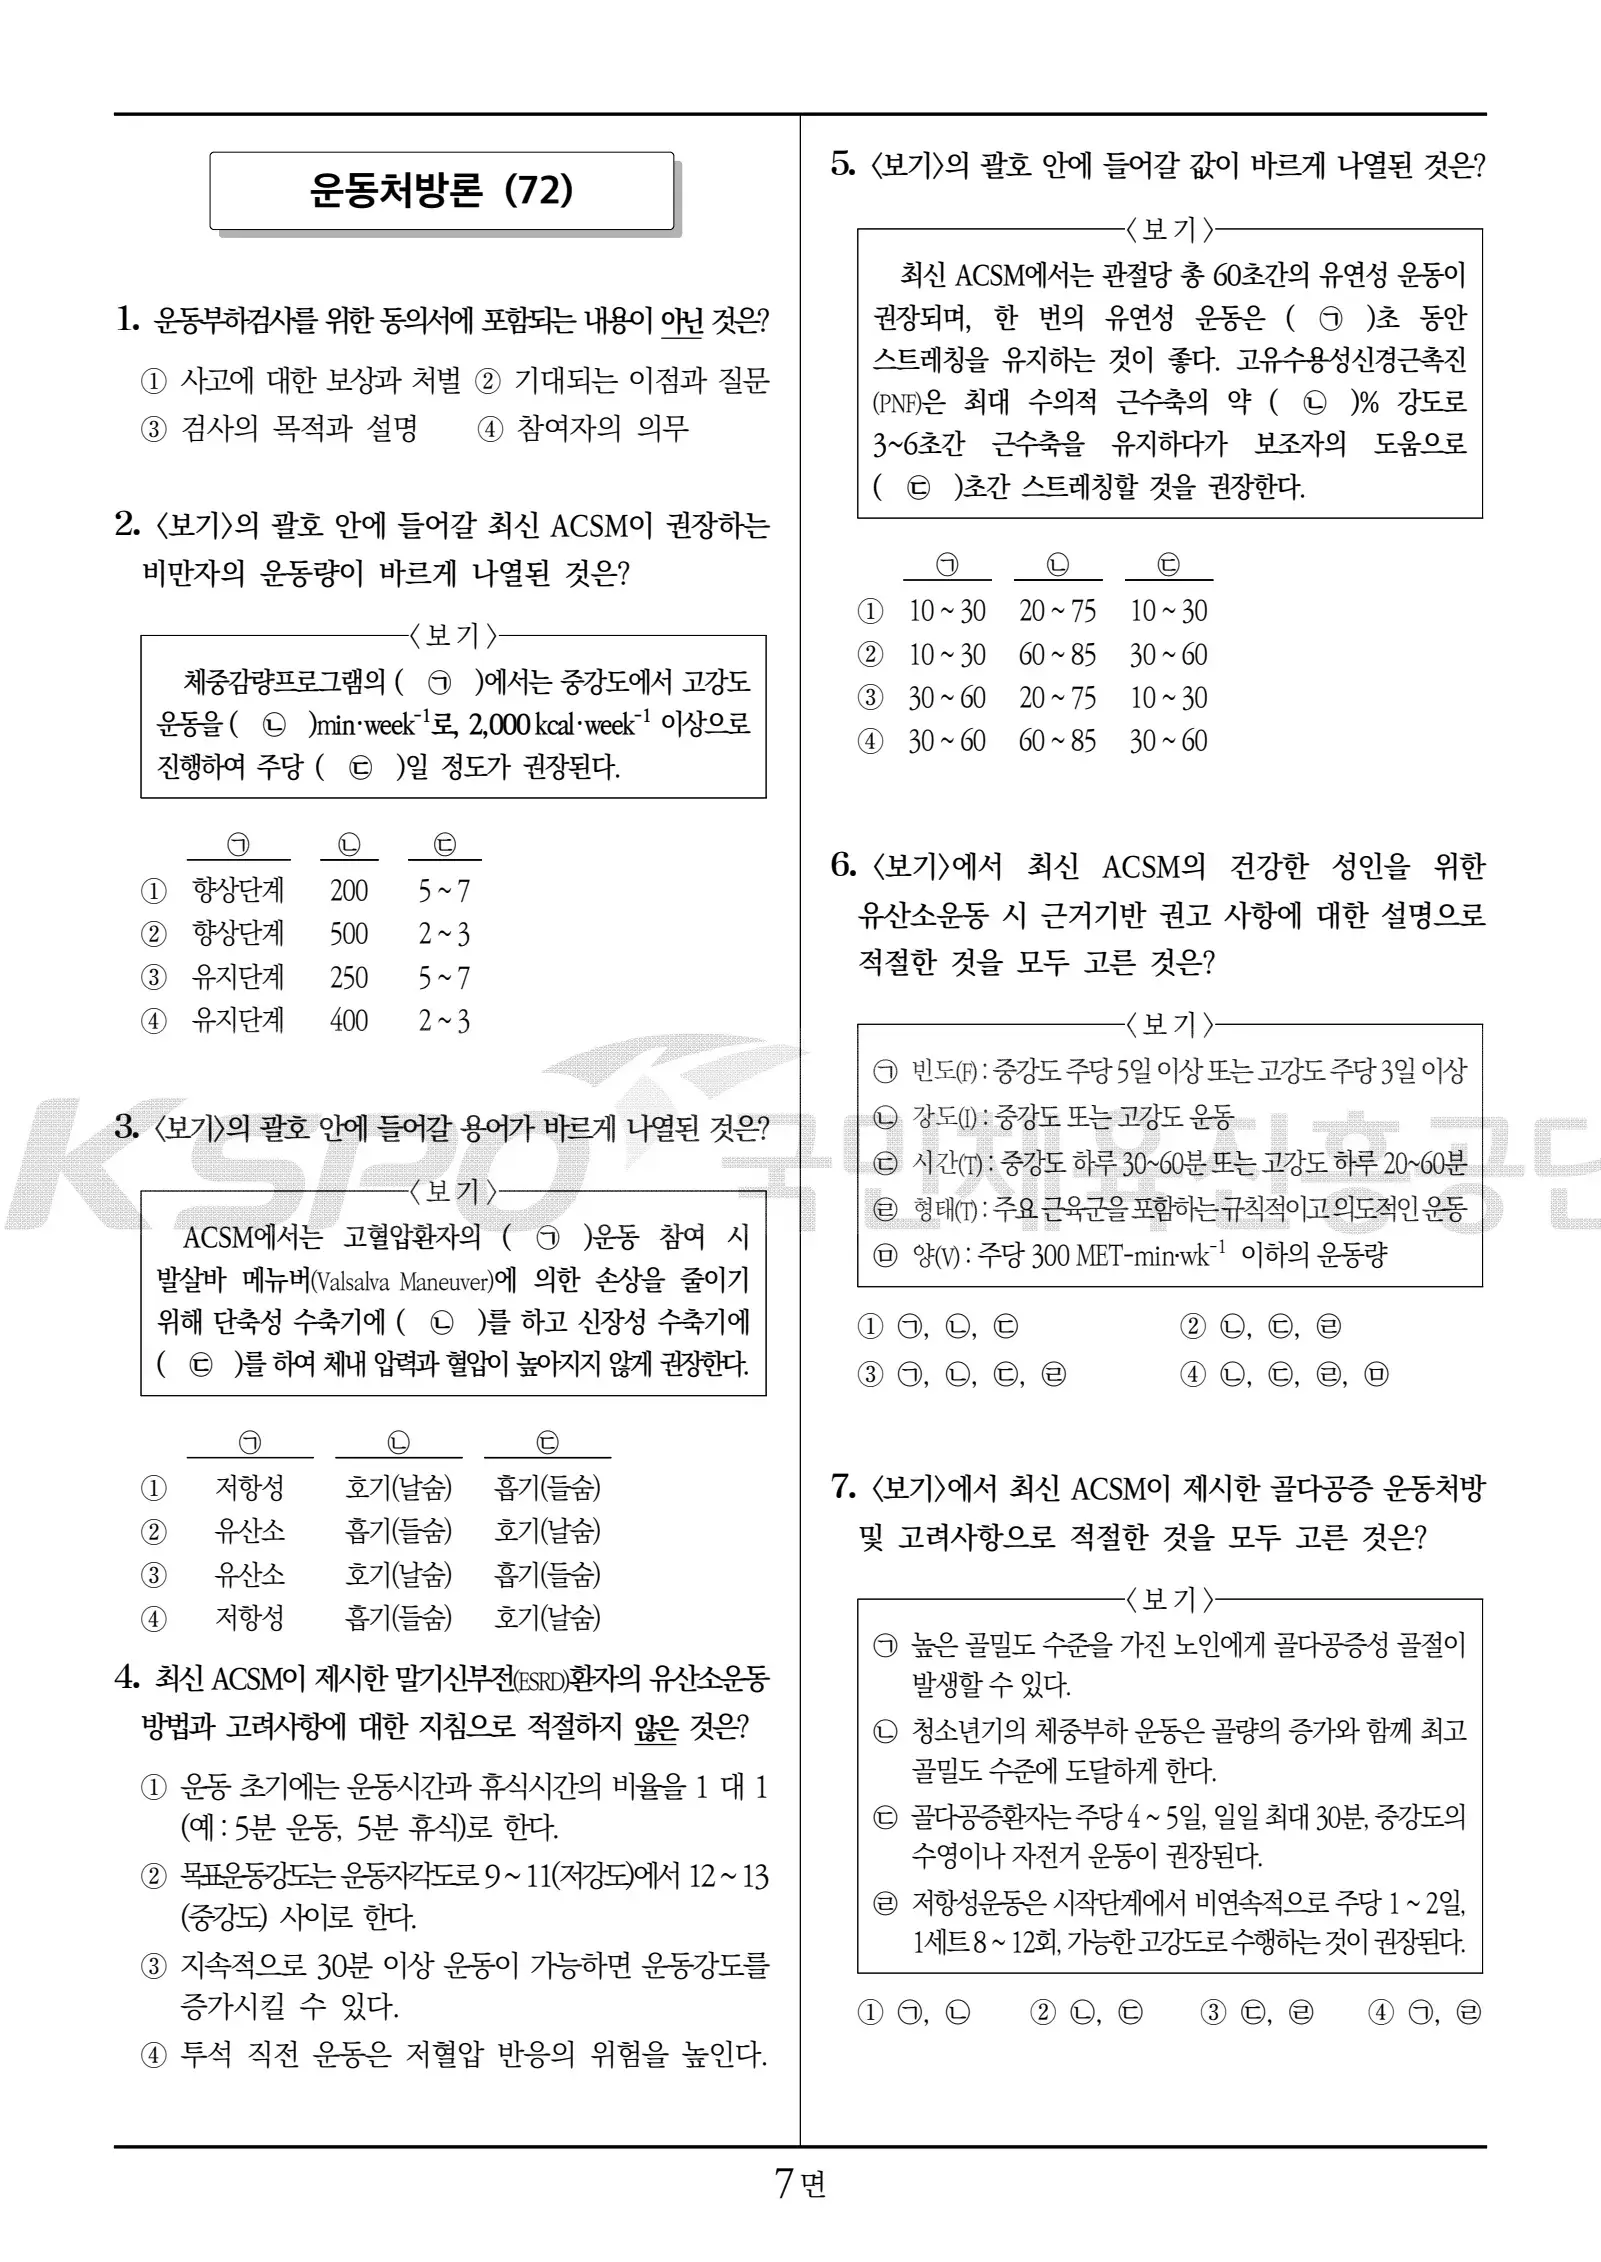 운동처방론 (72)
1. 운동부하검사를 위한 동의서에 포함되는 내용이 아닌 것은?
① 사고에 대한 보상과 처벌 ② 기대되는 이점과 질문
③ 검사의 목적과 설명 ④ 참여자의 의무
2. 〈보기〉의 괄호 안에 들어갈 최신 ACSM이 권장하는
비만자의 운동량이 바르게 나열된 것은?
〈보기〉
체중감량프로그램의 ( ㉠ )에서는 중강도에서 고강도
운동을 ( ㉡ )min·week⁻¹로, 2,000 kcal·week⁻¹ 이상으로
진행하여 주당 ( ㉢ )일 정도가 권장된다.
㉠ ㉡ ㉢
① 향상단계 200 5 ~ 7
② 향상단계 500 2 ~ 3
③ 유지단계 250 5 ~ 7
④ 유지단계 400 2 ~ 3
3. 〈보기〉의 괄호 안에 들어갈 용어가 바르게 나열된 것은?
〈보기〉
ACSM에서는 고혈압환자의 ( ㉠ )운동 참여 시
발살바 메뉴버(Valsalva Maneuver)에 의한 손상을 줄이기
위해 단축성 수축기에 ( ㉡ )를 하고 신장성 수축기에
( ㉢ )를 하여 체내 압력과 혈압이 높아지지 않게 권장한다.
㉠ ㉡ ㉢
① 저항성 호기(날숨) 흡기(들숨)
② 유산소 흡기(들숨) 호기(날숨)
③ 유산소 호기(날숨) 흡기(들숨)
④ 저항성 흡기(들숨) 호기(날숨)
4. 최신 ACSM이 제시한 말기신부전(ESRD)환자의 유산소운동
방법과 고려사항에 대한 지침으로 적절하지 않은 것은?
① 운동 초기에는 운동시간과 휴식시간의 비율을 1 대 1
(예 : 5분 운동, 5분 휴식)로 한다.
② 목표운동강도는 운동자각도로 9 ~ 11(저강도)에서 12 ~ 13
(중강도) 사이로 한다.
③ 지속적으로 30분 이상 운동이 가능하면 운동강도를
증가시킬 수 있다.
④ 투석 직전 운동은 저혈압 반응의 위험을 높인다.
5. 〈보기〉의 괄호 안에 들어갈 값이 바르게 나열된 것은?
〈보기〉
최신 ACSM에서는 관절당 총 60초간의 유연성 운동이
권장되며, 한 번의 유연성 운동은 ( ㉠ )초 동안
스트레칭을 유지하는 것이 좋다. 고유수용성신경근촉진
(PNF)은 최대 수의적 근수축의 약 ( ㉡ )% 강도로
3~6초간 근수축을 유지하다가 보조자의 도움으로
( ㉢ )초간 스트레칭할 것을 권장한다.
㉠ ㉡ ㉢
① 10 ~ 30 20 ~ 75 10 ~ 30
② 10 ~ 30 60 ~ 85 30 ~ 60
③ 30 ~ 60 20 ~ 75 10 ~ 30
④ 30 ~ 60 60 ~ 85 30 ~ 60
6. 〈보기〉에서 최신 ACSM의 건강한 성인을 위한
유산소운동 시 근거기반 권고 사항에 대한 설명으로
적절한 것을 모두 고른 것은?
〈보기〉
㉠ 빈도(F) : 중강도 주당 5일 이상 또는 고강도 주당 3일 이상
㉡ 강도(I) : 중강도 또는 고강도 운동
㉢ 시간(T) : 중강도 하루 30~60분 또는 고강도 하루 20~60분
㉣ 형태(T) : 주요 근육군을 포함하는 규칙적이고 의도적인 운동
㉤ 양(V) : 주당 300 MET-min·wk⁻¹ 이하의 운동량
① ㉠, ㉡, ㉢ ② ㉡, ㉢, ㉣
③ ㉠, ㉡, ㉢, ㉣ ④ ㉡, ㉢, ㉣, ㉤
7. 〈보기〉에서 최신 ACSM이 제시한 골다공증 운동처방
및 고려사항으로 적절한 것을 모두 고른 것은?
〈보기〉
㉠ 높은 골밀도 수준을 가진 노인에게 골다공증성 골절이
발생할 수 있다.
㉡ 청소년기의 체중부하 운동은 골량의 증가와 함께 최고
골밀도 수준에 도달하게 한다.
㉢ 골다공증환자는 주당 4 ~ 5일, 일일 최대 30분, 중강도의
수영이나 자전거 운동이 권장된다.
㉣ 저항성운동은 시작단계에서 비연속적으로 주당 1 ~ 2일,
1세트 8 ~ 12회, 가능한 고강도로 수행하는 것이 권장된다.
① ㉠, ㉡ ② ㉡, ㉢ ③ ㉢, ㉣ ④ ㉠, ㉣
KSPO 국민체육진흥공단
7 면